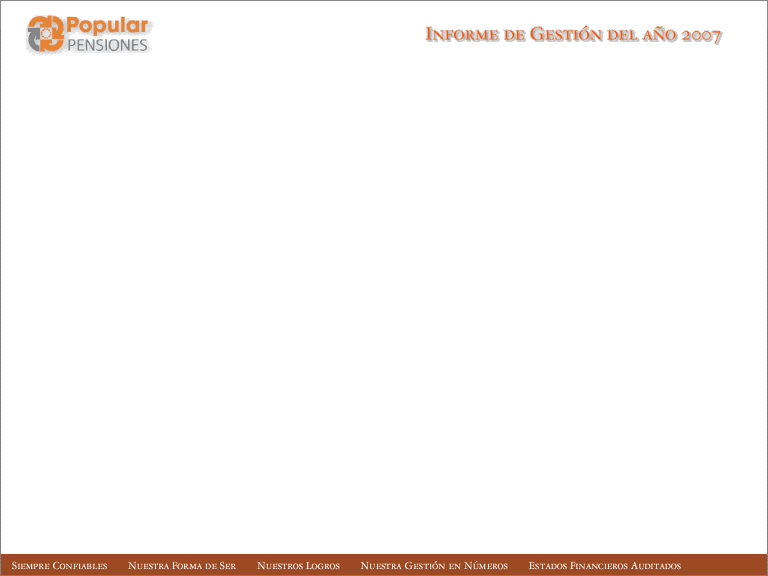 Popular
PENSIONES
INFORME DE GESTIÓN DEL AÑO 2007
SIEMPRE CONFIABLES NUESTRA FORMA DE SER NUESTROS LOGROS NUESTRA GESTIÓN EN NÚMEROS ESTADOS FINANCIEROS AUDITADOS